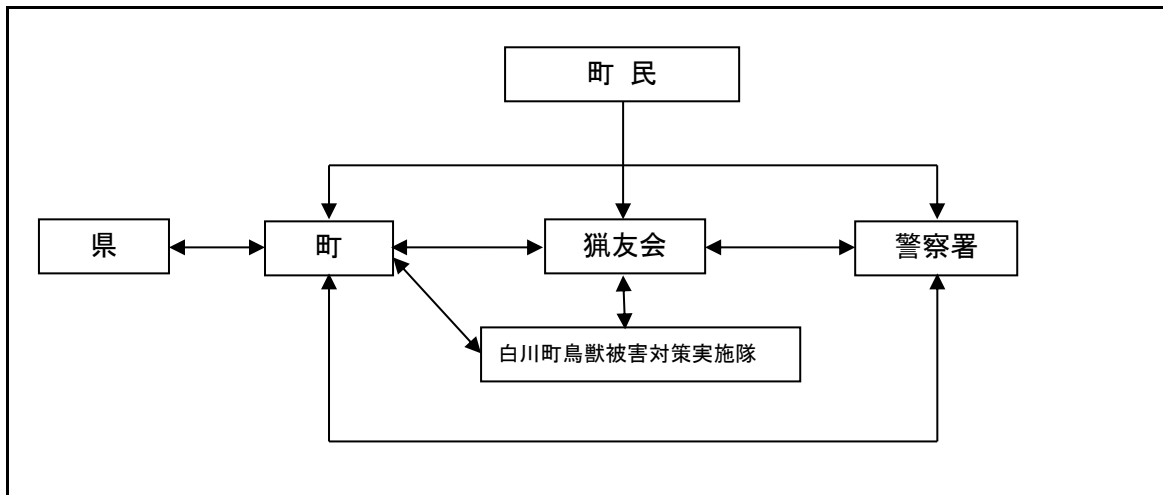 町 民
県
町
猟友会
警察署
白川町鳥獣被害対策実施隊